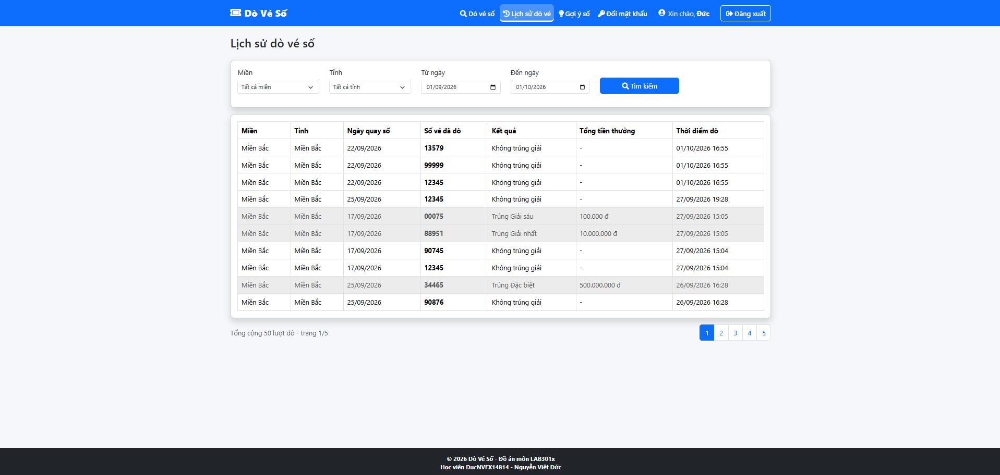 Dò Vé Số Dò vé số Lịch sử dò vé Gợi ý số Đổi mật khẩu Xin chào, Đức Đăng xuất
Lịch sử dò vé số
Miền Tỉnh Từ ngày Đến ngày
Tất cả miền Tất cả tỉnh 01/09/2026 01/10/2026 Tìm kiếm
Miền Tỉnh Ngày quay số Số vé đã dò Kết quả Tổng tiền thưởng Thời điểm dò
Miền Bắc Miền Bắc 22/09/2026 13579 Không trúng giải - 01/10/2026 16:55
Miền Bắc Miền Bắc 22/09/2026 99999 Không trúng giải - 01/10/2026 16:55
Miền Bắc Miền Bắc 22/09/2026 12345 Không trúng giải - 01/10/2026 16:55
Miền Bắc Miền Bắc 25/09/2026 12345 Không trúng giải - 27/09/2026 19:28
Miền Bắc Miền Bắc 17/09/2026 00075 Trúng Giải sáu 100.000 đ 27/09/2026 15:05
Miền Bắc Miền Bắc 17/09/2026 88951 Trúng Giải nhất 10.000.000 đ 27/09/2026 15:05
Miền Bắc Miền Bắc 17/09/2026 90745 Không trúng giải - 27/09/2026 15:04
Miền Bắc Miền Bắc 17/09/2026 12345 Không trúng giải - 27/09/2026 15:04
Miền Bắc Miền Bắc 25/09/2026 34465 Trúng Đặc biệt 500.000.000 đ 26/09/2026 16:28
Miền Bắc Miền Bắc 25/09/2026 90876 Không trúng giải - 26/09/2026 16:28
Tổng cộng 50 lượt dò - trang 1/5 1 2 3 4 5
© 2026 Dò Vé Số - Đồ án môn LAB301x
Học viên DucNVFX14814 - Nguyễn Việt Đức